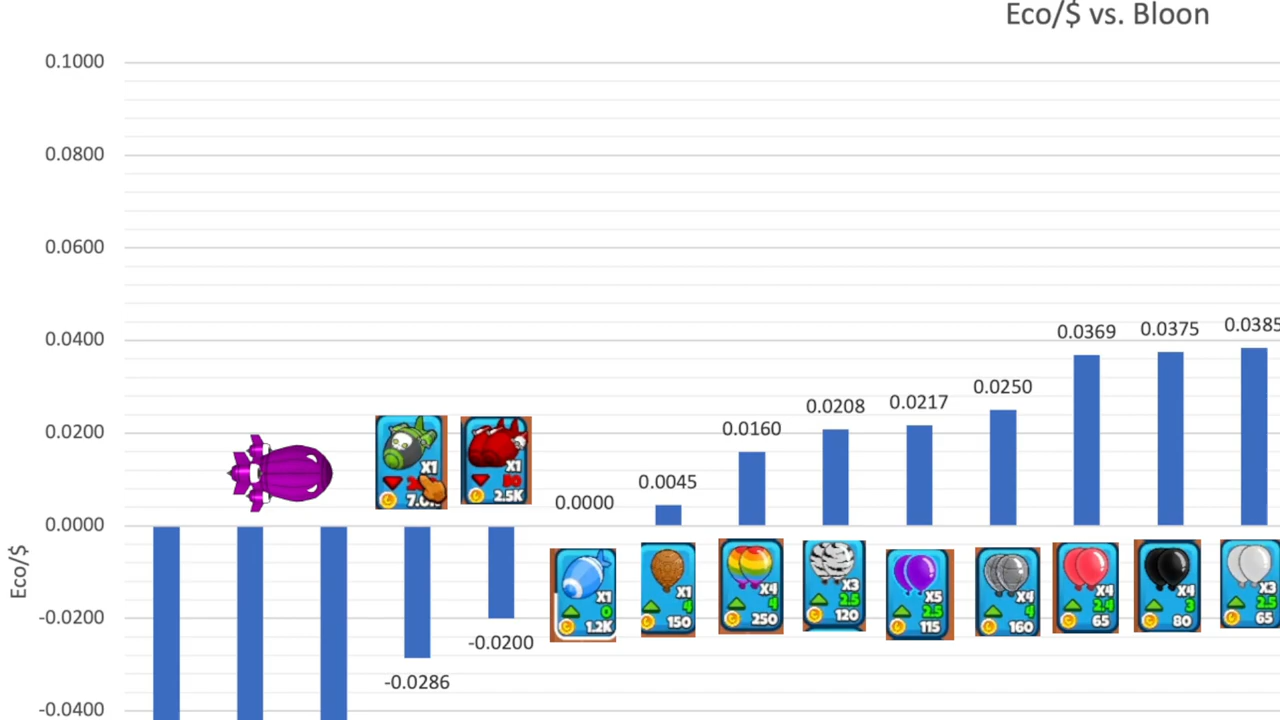 Eco/$ vs. Bloon
0.1000
0.0800
0.0600
0.0400
0.0200
0.0000
-0.0200
-0.0400
Eco/$
-0.0286
-0.0200
0.0000
0.0045
0.0160
0.0208
0.0217
0.0250
0.0369
0.0375
0.0385
X1
X1
80
2.5K
X1
0
1.2K
X1
4
150
X4
4
250
X3
2.5
120
X5
2.5
115
X4
4
160
X4
2.4
65
X4
3
80
X3
2.5
65